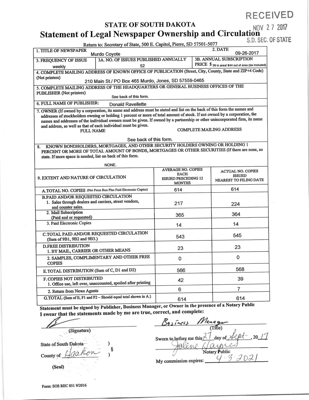 RECEIVED
NOV 27 2017
S.D. SEC. OF STATE
STATE OF SOUTH DAKOTA
Statement of Legal Newspaper Ownership and Circulation
Return to: Secretary of State, 500 E. Capitol, Pierre, SD 57501-5077
1. TITLE OF NEWSPAPER
Murdo Coyote
2. DATE
09-26-2017
3. FREQUENCY OF ISSUE
weekly
3A. NO. OF ISSUES PUBLISHED ANNUALLY
52
3B. ANNUAL SUBSCRIPTION
PRICE $
4. COMPLETE MAILING ADDRESS OF KNOWN OFFICE OF PUBLICATION (Street, City, County, State and ZIP+4 Code)
(Not printers)
210 Main St / PO Box 465 Murdo, Jones, SD 57559-0465
5. COMPLETE MAILING ADDRESS OF THE HEADQUARTERS OR GENERAL BUSINESS OFFICES OF THE
PUBLISHER (Not printers)
See back of this form.
6. FULL NAME OF PUBLISHER:
Donald Ravellette
7. OWNER (If owned by a corporation, its name and address must be stated and list on the back of this form the names and
addresses of stockholders owning or holding 1 percent or more of total amount of stock. If not owned by a corporation, the
names and addresses of the individual owners must be given. If owned by a partnership or other unincorporated firm, its name
and address, as well as that of each individual must be given.
FULL NAME
COMPLETE MAILING ADDRESS
See back of this form.
8. KNOWN BONDHOLDERS, MORTGAGES, AND OTHER SECURITY HOLDERS OWNING OR HOLDING 1
PERCENT OR MORE OF TOTAL AMOUNT OF BONDS, MORTGAGES OR OTHER SECURITIES (If there are none, so
state. If more space is needed, list on back of this form.
NONE.
9. EXTENT AND NATURE OF CIRCULATION
AVERAGE NO. COPIES
EACH
ISSUED PRECEDING 12
MONTHS
ACTUAL NO. COPIES
ISSUED
NEAREST TO FILING DATE
A. TOTAL NO. COPIES (Net Press Run Plus Paid Electronic Copies)
614
614
B. PAID AND/OR REQUESTED CIRCULATION
1. Sales through dealers and carriers, street vendors,
and counter sales.
217
224
2. Mail Subscription
(Paid and or requested)
365
384
3. Paid Electronic Copies
14
14
C. TOTAL PAID AND/OR REQUESTED CIRCULATION
(Sum of 9B1, 9B2 and 9B3.)
543
545
D. FREE DISTRIBUTION
1. BY MAIL, CARRIER OR OTHER MEANS
23
23
2. SAMPLES, COMPLIMENTARY AND OTHER FREE
COPIES
0
0
E. TOTAL DISTRIBUTION (Sum of C, D1 and D2)
566
568
F. COPIES NOT DISTRIBUTED
1. Office use, left over, unaccounted, spoiled after printing
42
39
2. Return from News Agents
6
7
G. TOTAL (Sum of E, F1 and F2 – Should equal total shown in A.)
614
614
Statement must be signed by Publisher, Business Manager, or Owner in the presence of a Notary Public
I swear that the statements made by me are true, correct, and complete:
Business Manager
(Signature)
(Title)
State of South Dakota )
§
County of Haakon )
(Seal)
Sworn to before me this 27 day of Sept, 2017
Notary Public
My commission expires: 4 3 2021
Form: SOS REC 051 9/2016